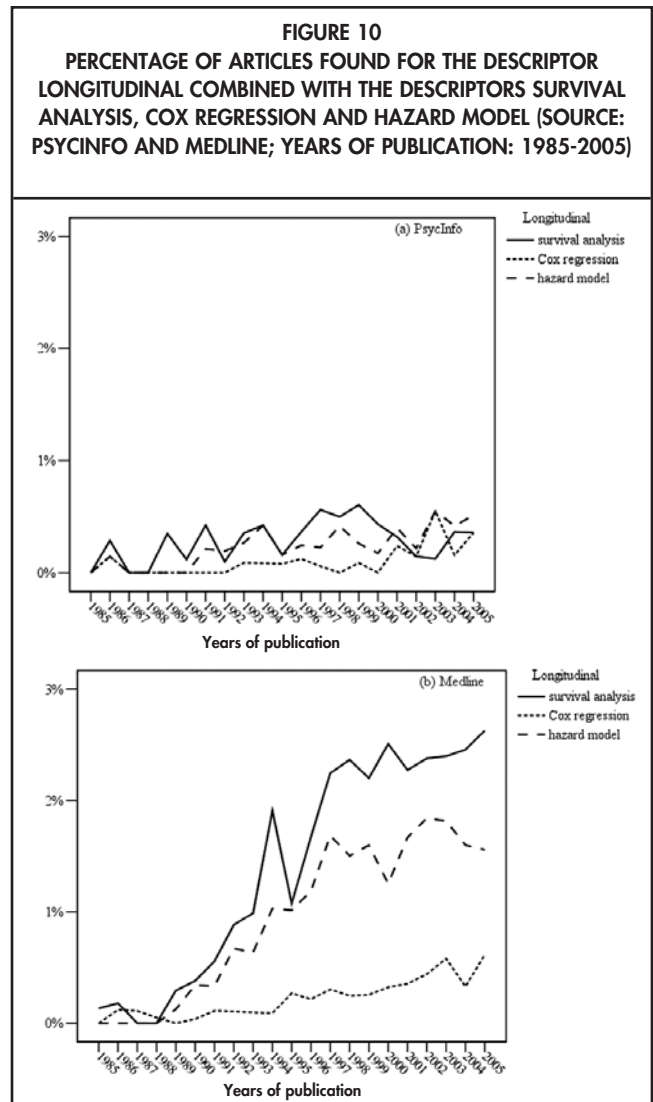 FIGURE 10
PERCENTAGE OF ARTICLES FOUND FOR THE DESCRIPTOR
LONGITUDINAL COMBINED WITH THE DESCRIPTORS SURVIVAL
ANALYSIS, COX REGRESSION AND HAZARD MODEL (SOURCE:
PSYCINFO AND MEDLINE; YEARS OF PUBLICATION: 1985-2005)
(a) PsycInfo
Longitudinal
survival analysis
Cox regression
hazard model
3%
2%
1%
0%
1985 1986 1987 1988 1989 1990 1991 1992 1993 1994 1995 1996 1997 1998 1999 2000 2001 2002 2003 2004 2005
Years of publication
(b) Medline
Longitudinal
survival analysis
Cox regression
hazard model
3%
2%
1%
0%
1985 1986 1987 1988 1989 1990 1991 1992 1993 1994 1995 1996 1997 1998 1999 2000 2001 2002 2003 2004 2005
Years of publication